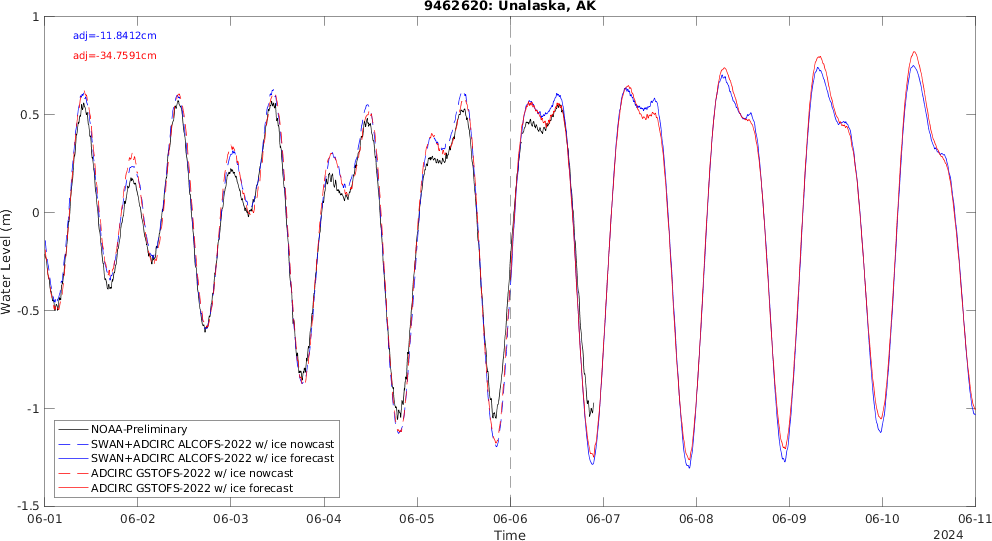 9462620: Unalaska, AK
adj=-11.8412cm
adj=-34.7591cm
1
0.5
0
-0.5
-1
-1.5
Water Level (m)
NOAA-Preliminary
SWAN+ADCIRC ALCOFS-2022 w/ ice nowcast
SWAN+ADCIRC ALCOFS-2022 w/ ice forecast
ADCIRC GSTOFS-2022 w/ ice nowcast
ADCIRC GSTOFS-2022 w/ ice forecast
06-01 06-02 06-03 06-04 06-05 06-06 06-07 06-08 06-09 06-10 06-11
Time
2024